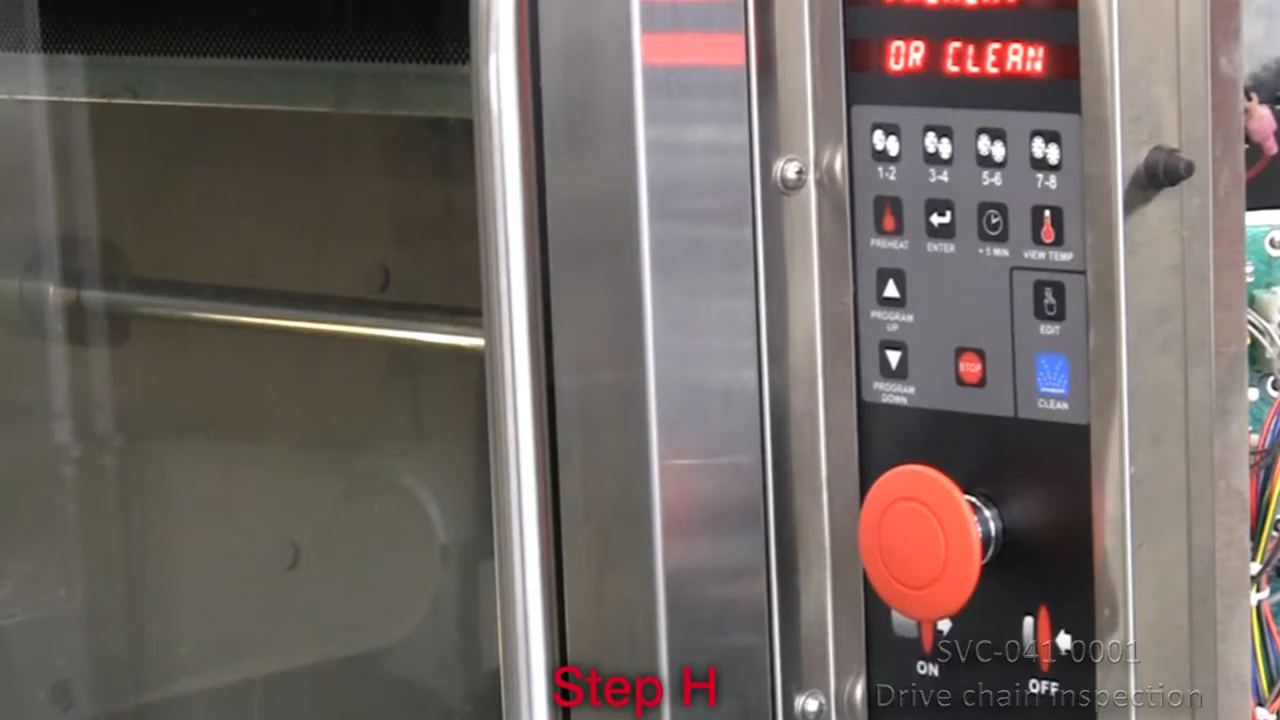 OR CLEAN
1-2
3-4
5-6
7-8
PREHEAT
ENTER
+5 MIN
VIEW TEMP
PROGRAM
UP
EDIT
STOP
PROGRAM
DOWN
CLEAN
ON
OFF
SVC-041-0001
Drive chain inspection
Step H